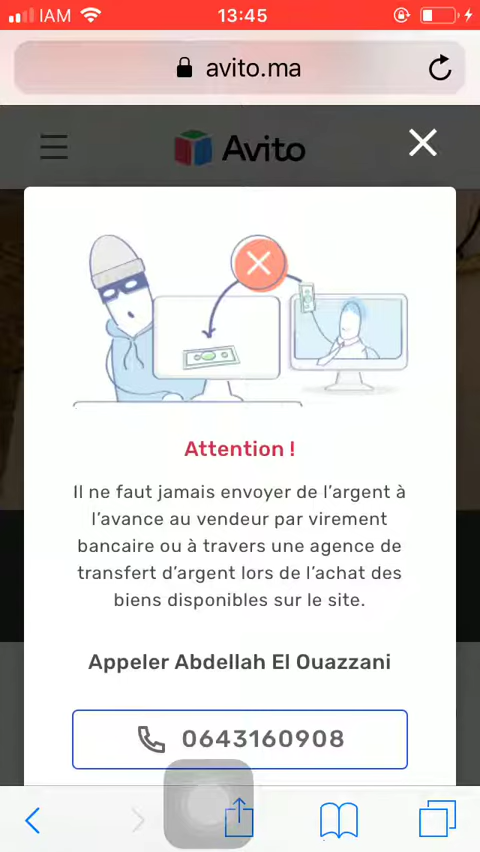 IAM 13:45
avito.ma
Avito
Attention !
Il ne faut jamais envoyer de l’argent à
l’avance au vendeur par virement
bancaire ou à travers une agence de
transfert d’argent lors de l’achat des
biens disponibles sur le site.
Appeler Abdellah El Ouazzani
0643160908